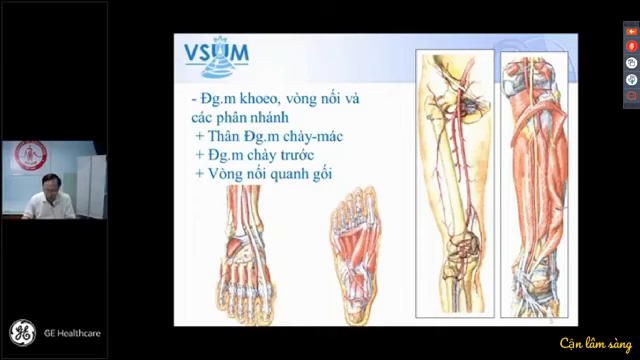 VSUM
- Đg.m khoeo, vòng nối và
các phân nhánh
+ Thân Đg.m chày-mác
+ Đg.m chày trước
+ Vòng nối quanh gối
GE Healthcare
Cận lâm sàng